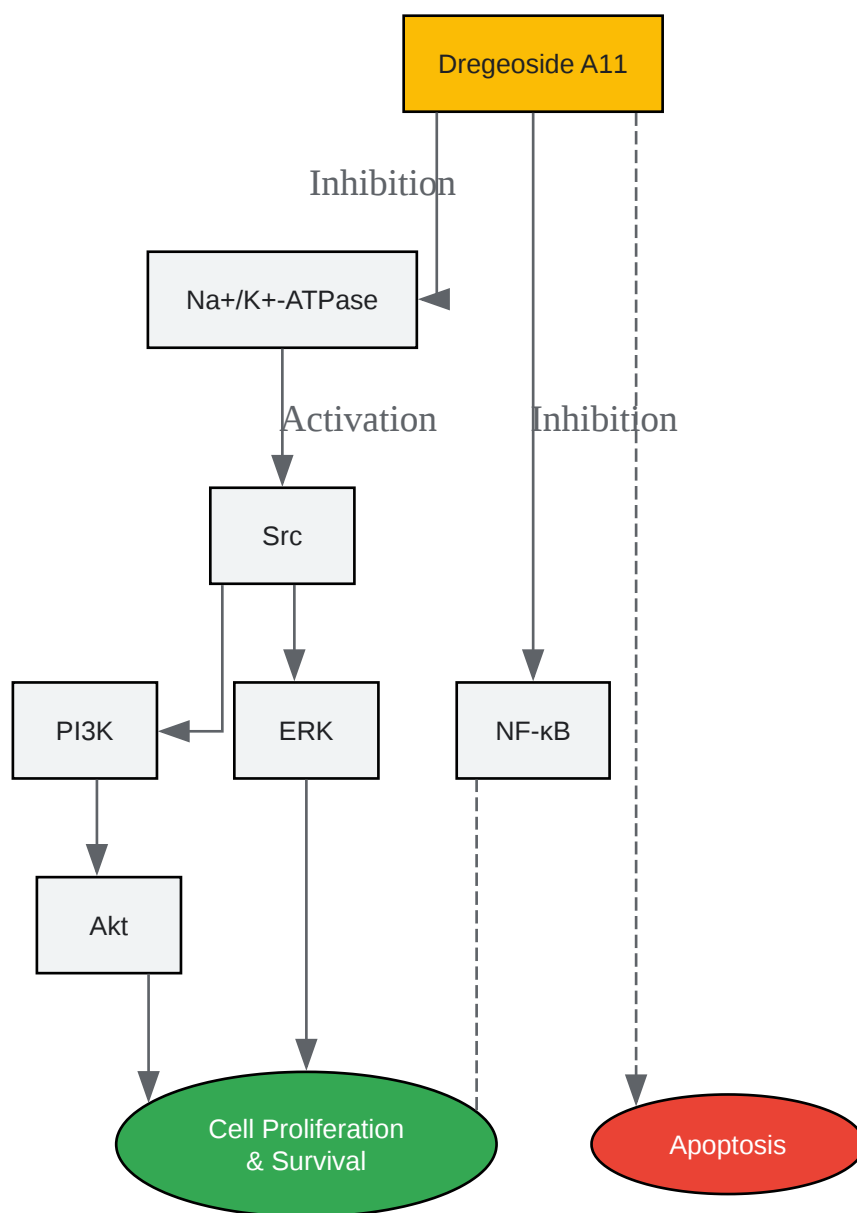 Dregeoside A11
Inhibition
Na+/K+-ATPase
Activation
Inhibition
Src
PI3K
ERK
NF-κB
Akt
Cell Proliferation
& Survival
Apoptosis